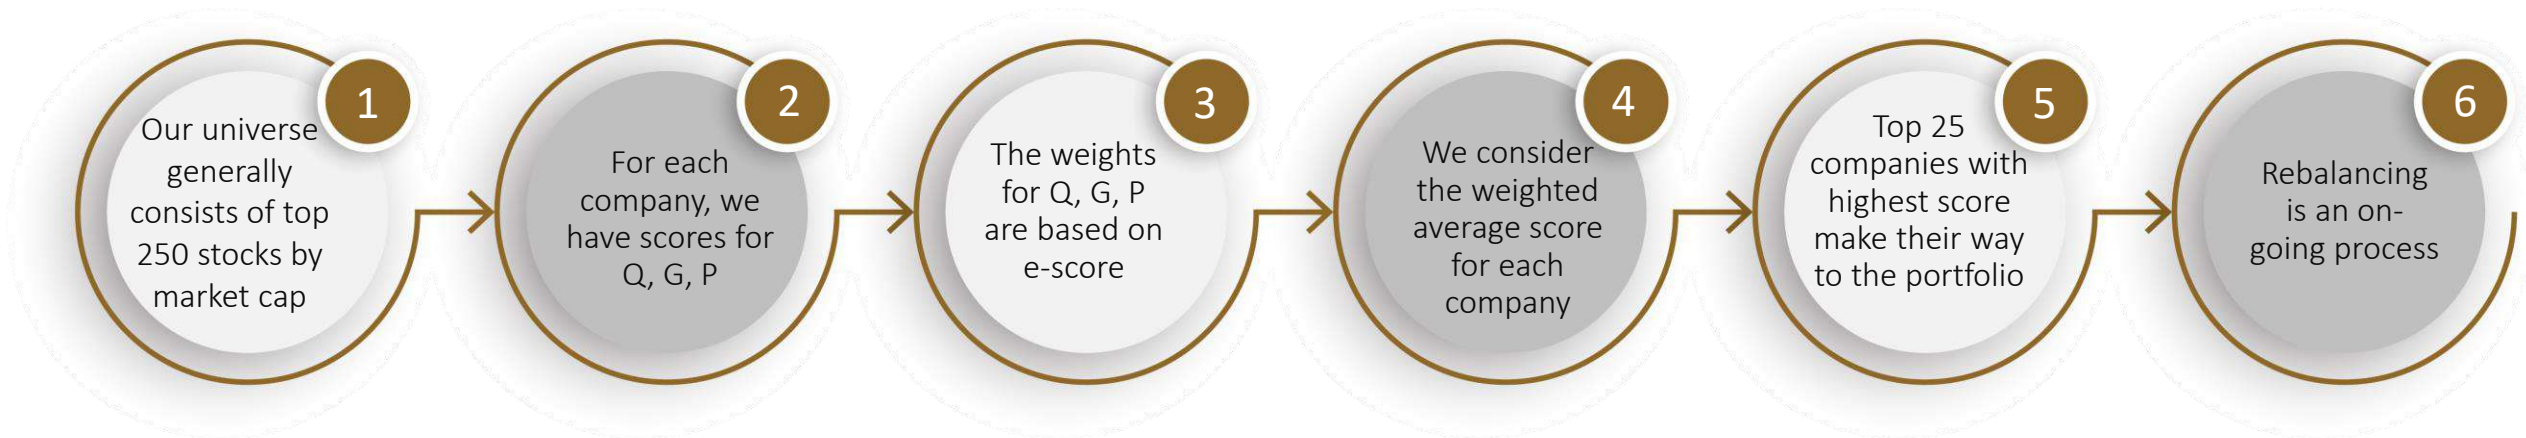 1
Our universe
generally
consists of top
250 stocks by
market cap
2
For each
company, we
have scores for
Q, G, P
3
The weights
for Q, G, P
are based on
e-score
4
We consider
the weighted
average score
for each
company
5
Top 25
companies with
highest score
make their way
to the portfolio
6
Rebalancing
is an on-
going process